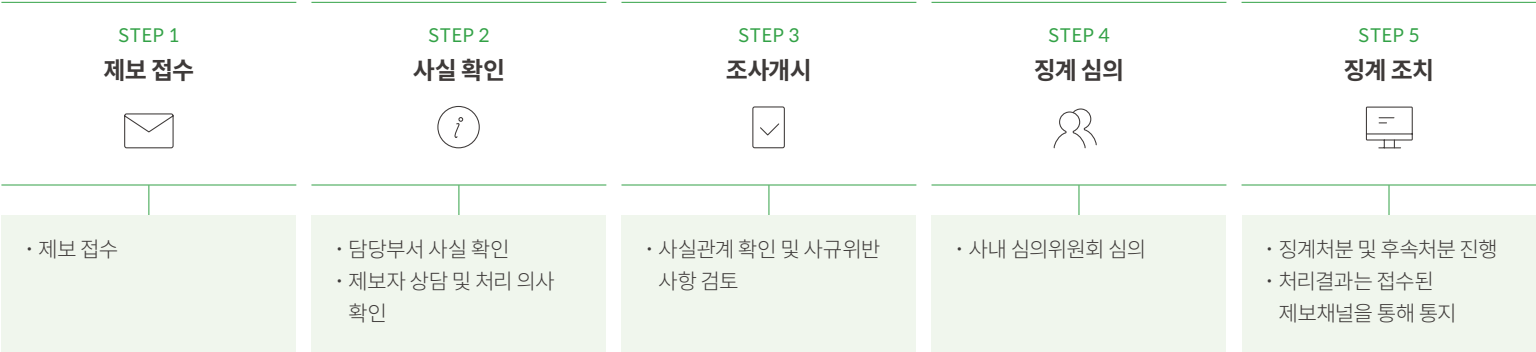 STEP 1
제보 접수
· 제보 접수
STEP 2
사실 확인
· 담당부서 사실 확인
· 제보자 상담 및 처리 의사
확인
STEP 3
조사개시
· 사실관계 확인 및 사규위반
사항 검토
STEP 4
징계 심의
· 사내 심의위원회 심의
STEP 5
징계 조치
· 징계처분 및 후속처분 진행
· 처리결과는 접수된
제보채널을 통해 통지